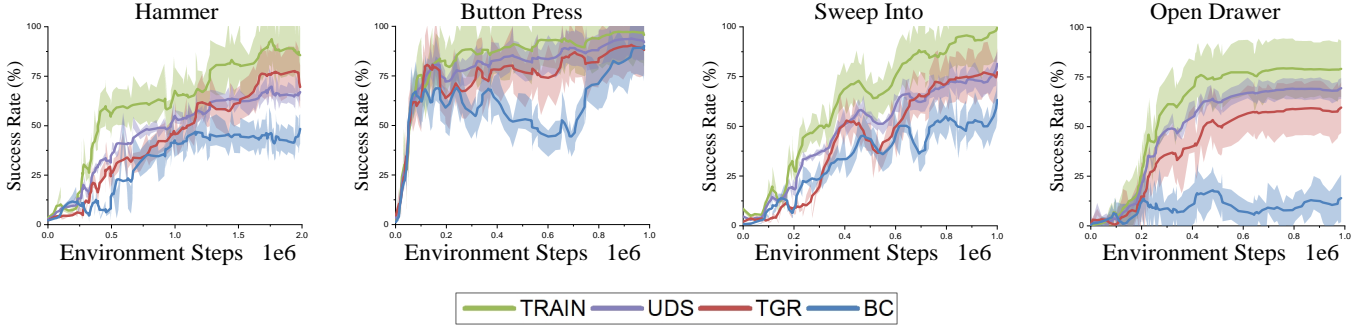 Hammer
Button Press
Sweep Into
Open Drawer
Success Rate (%)
100
75
50
25
0
0.0 0.5 1.0 1.5 2.0
Environment Steps 1e6
Success Rate (%)
100
75
50
25
0
0.0 0.2 0.4 0.6 0.8 1.0
Environment Steps 1e6
Success Rate (%)
100
75
50
25
0
0.0 0.2 0.4 0.6 0.8 1.0
Environment Steps 1e6
Success Rate (%)
100
75
50
25
0
0.0 0.2 0.4 0.6 0.8 1.0
Environment Steps 1e6
TRAIN UDS TGR BC